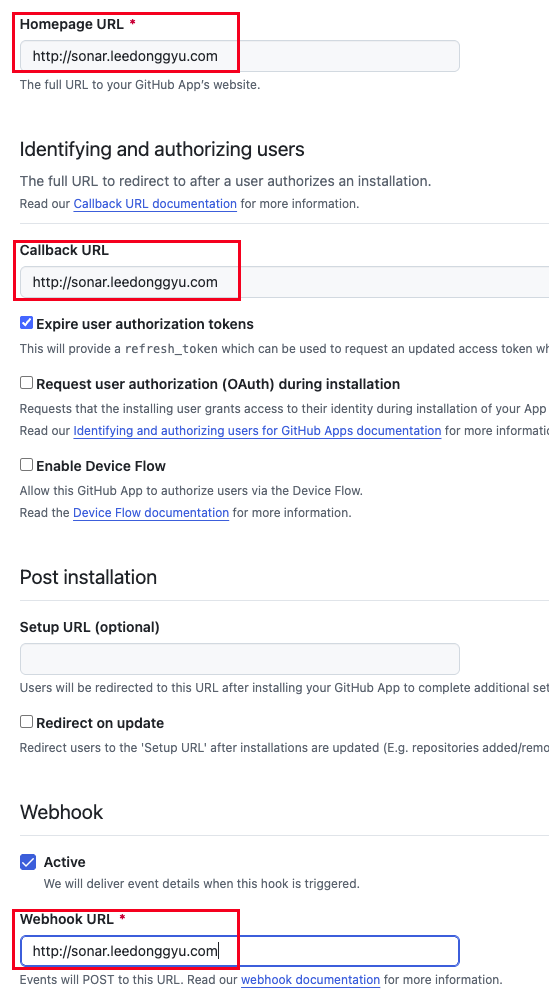 Homepage URL *
http://sonar.leedonggyu.com
The full URL to your GitHub App's website.
Identifying and authorizing users
The full URL to redirect to after a user authorizes an installation.
Read our Callback URL documentation for more information.
Callback URL
http://sonar.leedonggyu.com
Expire user authorization tokens
This will provide a refresh_token which can be used to request an updated access token wh
Request user authorization (OAuth) during installation
Requests that the installing user grants access to their identity during installation of your App
Read our Identifying and authorizing users for GitHub Apps documentation for more informatio
Enable Device Flow
Allow this GitHub App to authorize users via the Device Flow.
Read the Device Flow documentation for more information.
Post installation
Setup URL (optional)
Users will be redirected to this URL after installing your GitHub App to complete additional set
Redirect on update
Redirect users to the 'Setup URL' after installations are updated (E.g. repositories added/remo
Webhook
Active
We will deliver event details when this hook is triggered.
Webhook URL *
http://sonar.leedonggyu.com
Events will POST to this URL. Read our webhook documentation for more information.